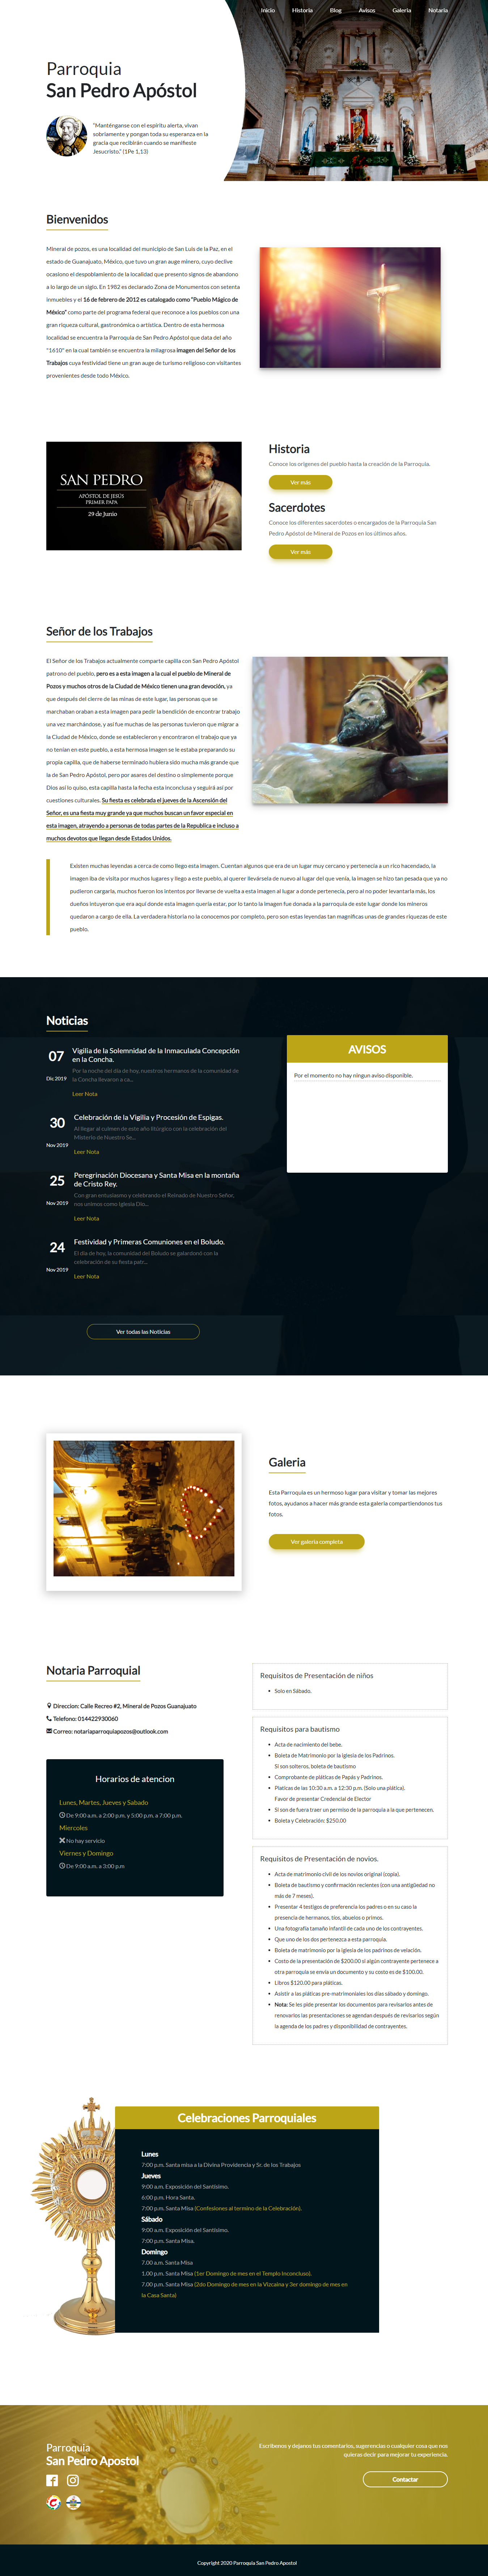 Inicio Historia Blog Avisos Galeria Notaria
Parroquia
San Pedro Apóstol
"Manténganse con el espíritu alerta, vivan
sobriamente y pongan toda su esperanza en la
gracia que recibirán cuando se manifieste
Jesucristo." (1Pe 1,13)
Bienvenidos
Mineral de pozos, es una localidad del municipio de San Luis de la Paz, en el
estado de Guanajuato, México, que tuvo un gran auge minero, cuyo declive
ocasiono el despoblamiento de la localidad que presento signos de abandono
a lo largo de un siglo. En 1982 es declarado Zona de Monumentos con setenta
inmuebles y el 16 de febrero de 2012 es catalogado como "Pueblo Mágico de
México" como parte del programa federal que reconoce a los pueblos con una
gran riqueza cultural, gastronómica o artística. Dentro de esta hermosa
localidad se encuentra la Parroquia de San Pedro Apóstol que data del año
"1610" en la cual también se encuentra la milagrosa imagen del Señor de los
Trabajos cuya festividad tiene un gran auge de turismo religioso con visitantes
provenientes desde todo México.
SAN PEDRO
APÓSTOL DE JESÚS
PRIMER PAPA
29 de Junio
Historia
Conoce los orígenes del pueblo hasta la creación de la Parroquia.
Ver más
Sacerdotes
Conoce los diferentes sacerdotes o encargados de la Parroquia San
Pedro Apóstol de Mineral de Pozos en los últimos años.
Ver más
Señor de los Trabajos
El Señor de los Trabajos actualmente comparte capilla con San Pedro Apóstol
patrono del pueblo, pero es a esta imagen a la cual el pueblo de Mineral de
Pozos y muchos otros de la Ciudad de México tienen una gran devoción, ya
que después del cierre de las minas de este lugar, las personas que se
marchaban oraban a esta imagen para pedir la bendición de encontrar trabajo
una vez marchándose, y así fue muchas de las personas tuvieron que migrar a
la Ciudad de México, donde se establecieron y encontraron el trabajo que ya
no tenían en este pueblo, a esta hermosa imagen se le estaba preparando su
propia capilla, que de haberse terminado hubiera sido mucha más grande que
la de San Pedro Apóstol, pero por asares del destino o simplemente porque
Dios así lo quiso, esta capilla hasta la fecha esta inconclusa y seguirá así por
cuestiones culturales. Su fiesta es celebrada el jueves de la Ascensión del
Señor, es una fiesta muy grande ya que muchos buscan un favor especial en
esta imagen, atrayendo a personas de todas partes de la Republica e incluso a
muchos devotos que llegan desde Estados Unidos.
Existen muchas leyendas a cerca de como llego esta imagen, Cuentan algunos que era de un lugar muy cercano y pertenecía a un rico hacendado, la
imagen iba de visita por muchos lugares y llego a este pueblo, al querer llevársela de nuevo al lugar del que venía, la imagen se hizo tan pesada que ya no
pudieron cargarla, muchos fueron los intentos por llevarse de vuelta a esta imagen al lugar a donde pertenecía, pero al no poder levantarla más, los
dueños intuyeron que era aquí donde esta imagen quería estar, por lo tanto la imagen fue donada a la parroquia de este lugar donde los mineros
quedaron a cargo de ella. La verdadera historia no la conocemos por completo, pero son estas leyendas tan magníficas unas de grandes riquezas de este
pueblo.
Noticias
07
Dic 2019
Vigilia de la Solemnidad de la Inmaculada Concepción
en la Concha.
Por la noche del día de hoy, nuestros hermanos de la comunidad de
la Concha llevaron a ca...
Leer Nota
30
Nov 2019
Celebración de la Vigilia y Procesión de Espigas.
Al llegar al culmen de este año litúrgico con la celebración del
Misterio de Nuestro Se...
Leer Nota
25
Nov 2019
Peregrinación Diocesana y Santa Misa en la montaña
de Cristo Rey.
Con gran entusiasmo y celebrando el Reinado de Nuestro Señor,
nos unimos como Iglesia Dio...
Leer Nota
24
Nov 2019
Festividad y Primeras Comuniones en el Boludo.
El dia de hoy, la comunidad del Boludo se galardonó con la
celebración de su fiesta patr...
Leer Nota
Ver todas las Noticias
AVISOS
Por el momento no hay ningun aviso disponible.
Galeria
Esta Parroquia es un hermoso lugar para visitar y tomar las mejores
fotos, ayudanos a hacer más grande esta galeria compartiendonos tus
fotos.
Ver galeria completa
Notaria Parroquial
Direccion: Calle Recreo #2, Mineral de Pozos Guanajuato
Telefono: 014422930060
Correo: notariaparroquiapozos@outlook.com
Horarios de atencion
Lunes, Martes, Jueves y Sabado
De 9:00 a.m. a 2:00 p.m. y 5:00 p.m. a 7:00 p.m.
Miercoles
No hay servicio
Viernes y Domingo
De 9:00 a.m. a 3:00 p.m
Requisitos de Presentación de niños
• Solo en Sábado.
Requisitos para bautismo
• Acta de nacimiento del bebe.
• Boleta de Matrimonio por la iglesia de los Padrinos.
Si son solteros, boleta de bautismo
• Comprobante de pláticas de Papás y Padrinos.
• Platicas de las 10:30 a.m. a 12:30 p.m. (Solo una plática).
Favor de presentar Credencial de Elector
• Si son de fuera traer un permiso de la parroquia a la que pertenecen.
• Boleta y Celebración: $250.00
Requisitos de Presentación de novios.
• Acta de matrimonio civil de los novios original (copia).
• Boleta de bautismo y confirmación recientes (con usa antigüedad no
más de 7 meses).
• Presentar 4 testigos de preferencia los padres o en su caso la
presencia de hermanos, tíos, abuelos o primos.
• Una fotografía tamaño infantil de cada uno de los contrayentes.
• Que uno de los dos pertenezca a esta parroquia.
• Boleta de matrimonio por la iglesia de los padrinos de velación.
• Costo de la presentación de $200.00 si algún contrayente pertenece a
otra parroquia se envía un documento y su costo es de $100.00.
• Libros $120.00 para pláticas.
• Asistir a las pláticas pre-matrimoniales los días sábado y domingo.
• Nota: Se les pide presentar los documentos para revisarlos antes de
renovarlos las presentaciones se agendan después de revisarlos según
la agenda de los padres y disponibilidad de contrayentes.
Celebraciones Parroquiales
Lunes
7:00 p.m. Santa misa a la Divina Providencia y Sr. de los Trabajos
Jueves
9:00 a.m. Exposición del Santísimo.
6:00 p.m. Hora Santa.
7:00 p.m. Santa Misa (Confesiones al termino de la Celebración).
Sábado
9:00 a.m. Exposición del Santísimo.
7:00 p.m. Santa Misa.
Domingo
7.00 a.m. Santa Misa
1.00 p.m. Santa Misa (1er Domingo de mes en el Templo Inconcluso).
7.00 p.m. Santa Misa (2do Domingo de mes en la Vizcaina y 3er domingo de mes en
la Casa Santa)
Parroquia
San Pedro Apostol
Escribenos y dejanos tus comentarios, sugerencias o cualquier cosa que nos
quieras decir para mejorar tu experiencia.
Contactar
Copyright 2020 Parroquia San Pedro Apostol